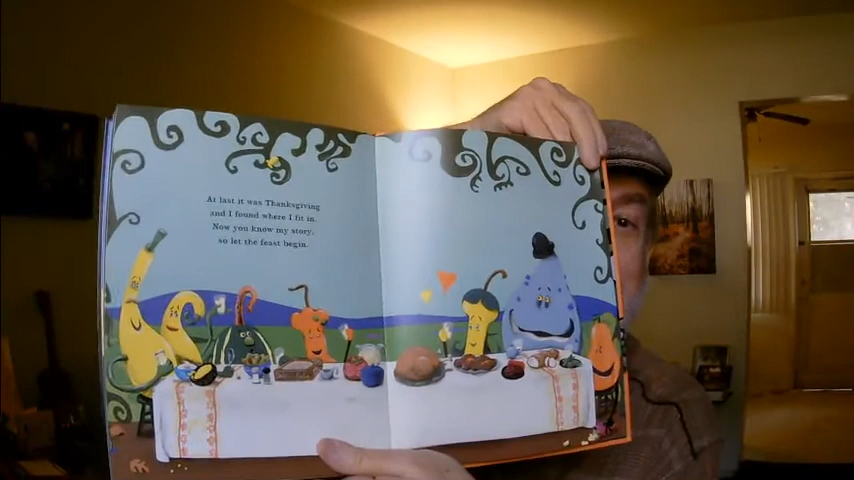 At last it was Thanksgiving
and I found where I fit in.
Now you know my story,
so let the feast begin.